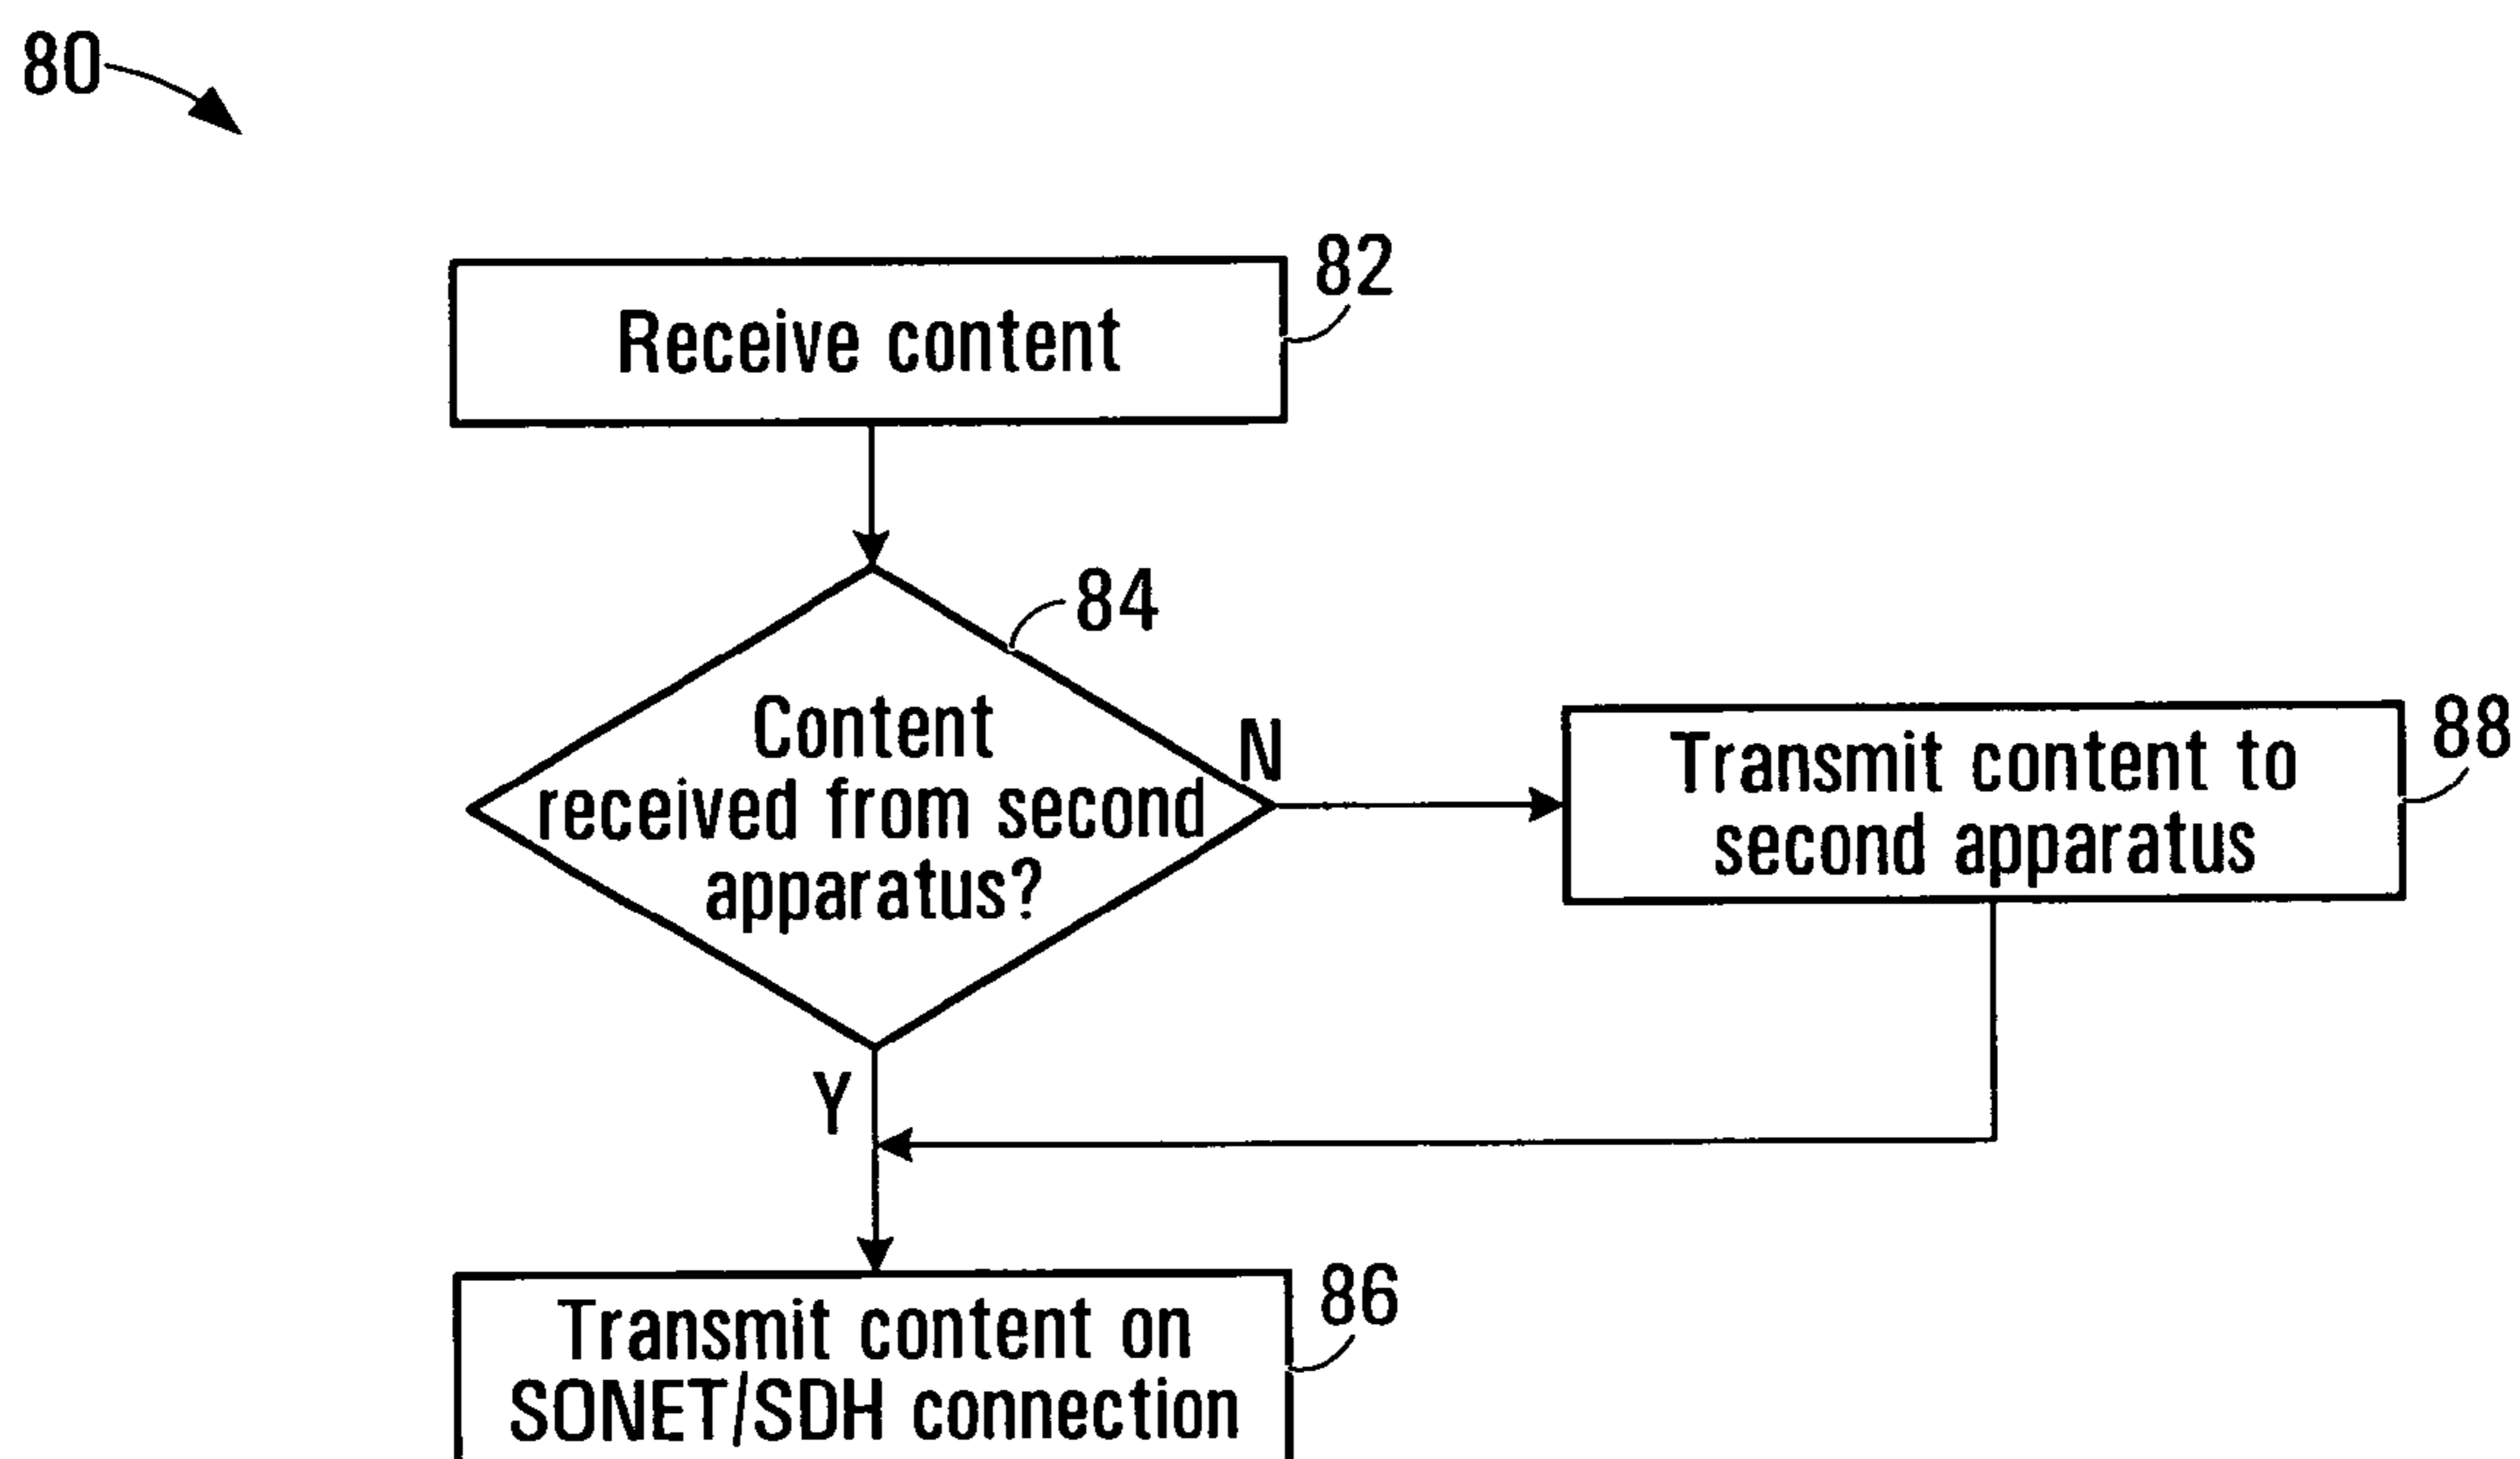 80
82
Receive content
84
Content
received from second
apparatus?
N
88
Transmit content to
second apparatus
Y
86
Transmit content on
SONET/SDH connection